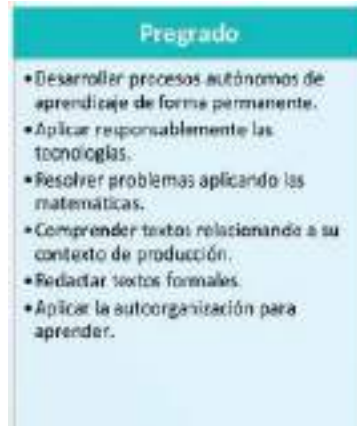 Pregrado
• Desarrollar procesos autónomos de
aprendizaje de forma permanente.
• Aplicar responsablemente las
tecnologías.
• Resolver problemas aplicando las
matemáticas.
• Comprender textos relacionando a su
contexto de producción.
• Redactar textos formales.
• Aplicar la autoorganización para
aprender.